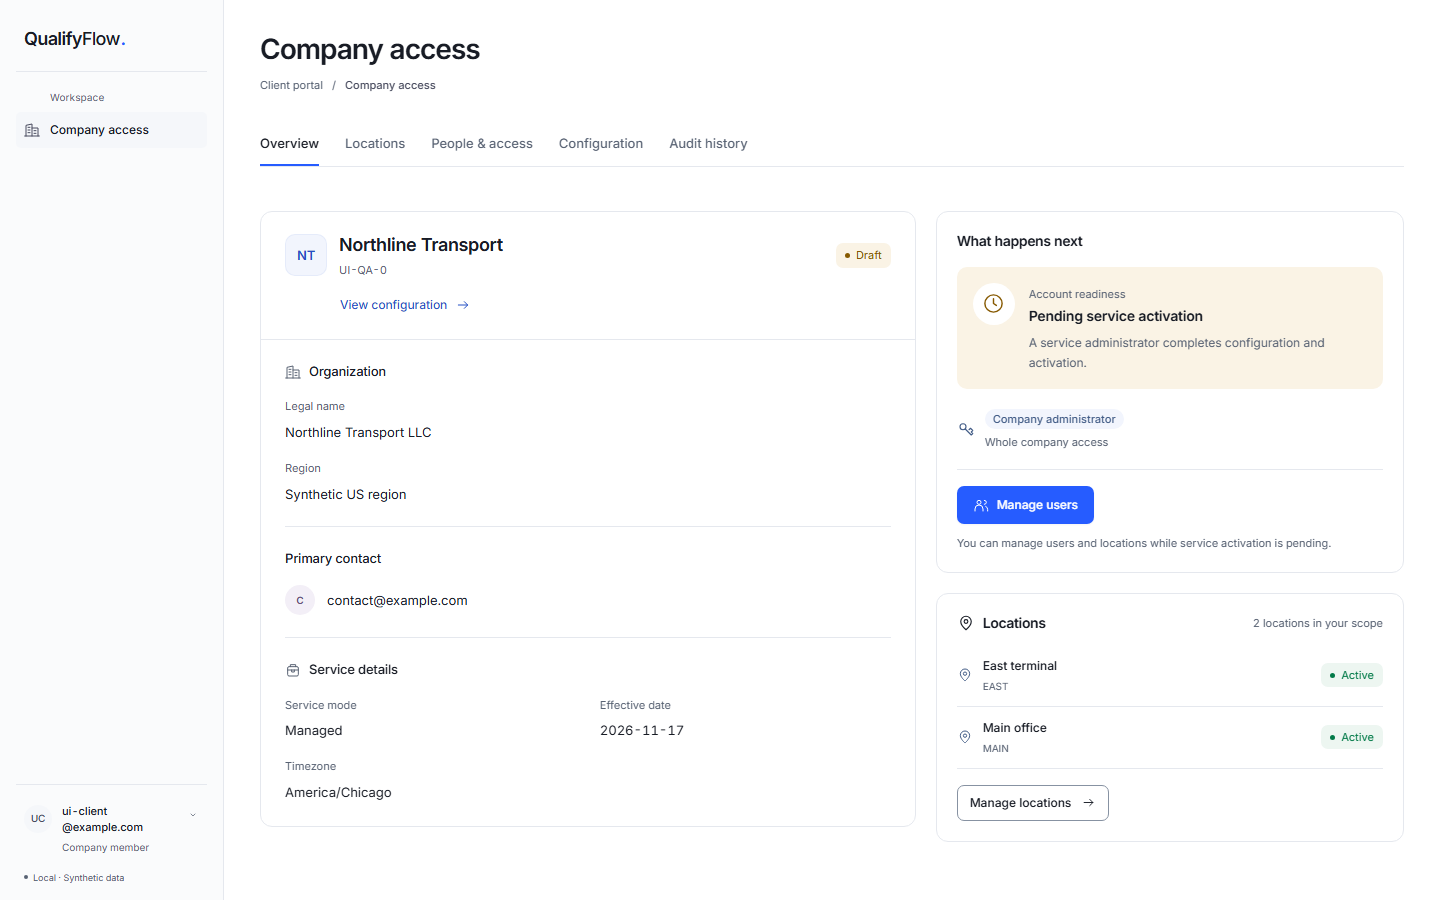 QualifyFlow.
Workspace
Company access
UC
ui-client
@example.com
Company member
Local · Synthetic data
Company access
Client portal / Company access
Overview Locations People & access Configuration Audit history
NT
Northline Transport
UI-QA-0
Draft
View configuration →
Organization
Legal name
Northline Transport LLC
Region
Synthetic US region
Primary contact
C
contact@example.com
Service details
Service mode
Managed
Effective date
2026-11-17
Timezone
America/Chicago
What happens next
Account readiness
Pending service activation
A service administrator completes configuration and
activation.
Company administrator
Whole company access
Manage users
You can manage users and locations while service activation is pending.
Locations
2 locations in your scope
East terminal
EAST
Active
Main office
MAIN
Active
Manage locations →